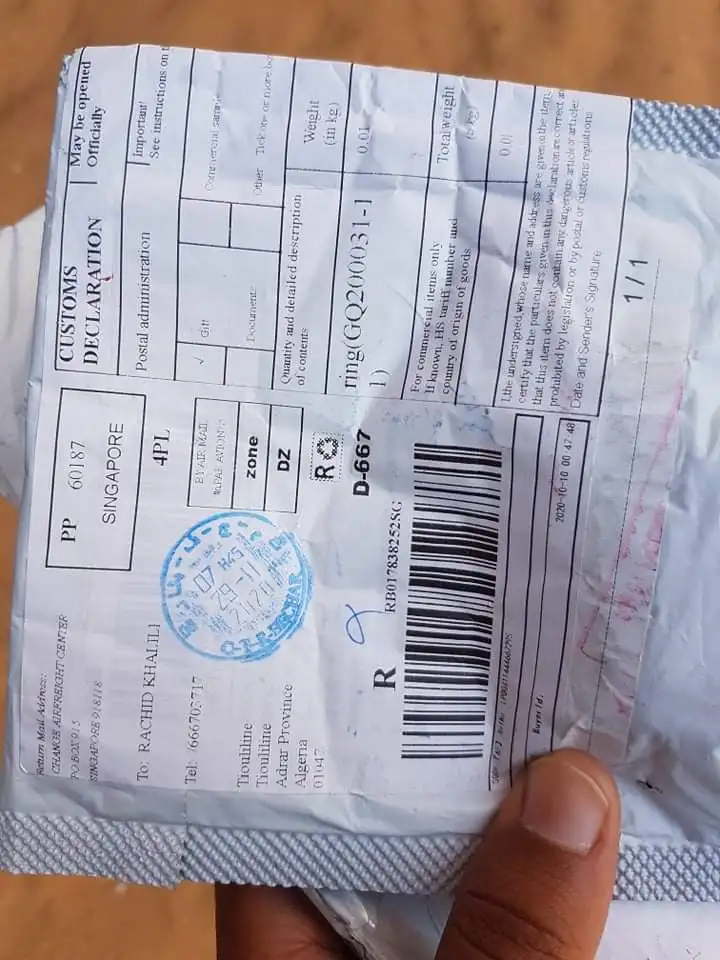 Return Mail Address:
CHANGI AIRFREIGHT CENTER
PO BOX 915
SINGAPORE 918118
PP 60187
SINGAPORE
CUSTOMS
DECLARATION
May be opened
Officially
Postal administration
Important!
See instructions on
To: RACHID KHALILI
4PL
Tel:
BY AIR MAIL
PAR AVION
zone
DZ
Gift
Commercial sample
Documents
Other
Tick one or more
Tiouliline
Tiouliline
Adrar Province
Algeria
01047
R
D-667
Quantity and detailed description
of contents
Weight
(in kg)
ring(GQ200031-1
1)
0.01
For commercial items only
If known, HS tariff number and
country of origin of goods
Total weight
(in kg)
0.01
R
RB017838252SG
I,the undersigned,whose name and address are given on the item,
certify that the particulars given in this declaration are correct
that this item does not contain any dangerous article or articles
prohibited by legislation or by postal or customs regulations
Date and Sender's Signature
07 H45
29-11
2020
2020-10-10 00:47:48
Buyer Id:
1/1